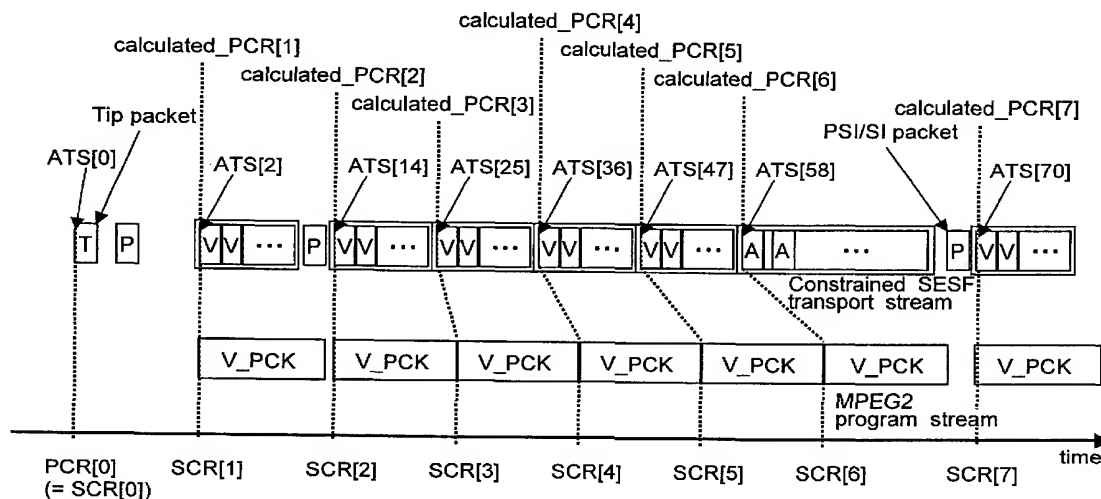 calculated_PCR[4]
calculated_PCR[1]
calculated_PCR[5]
calculated_PCR[2]
calculated_PCR[6]
calculated_PCR[3]
calculated_PCR[7]
Tip packet
PSI/SI packet
ATS[0]
ATS[2]
ATS[14]
ATS[25]
ATS[36]
ATS[47]
ATS[58]
ATS[70]
T P V V ... P V V ... V V ... V V ... V V ... A A ... P V V ...
Constrained SESF
transport stream
V_PCK V_PCK V_PCK V_PCK V_PCK V_PCK V_PCK
MPEG2
program stream
time
PCR[0] SCR[1] SCR[2] SCR[3] SCR[4] SCR[5] SCR[6] SCR[7]
(= SCR[0])